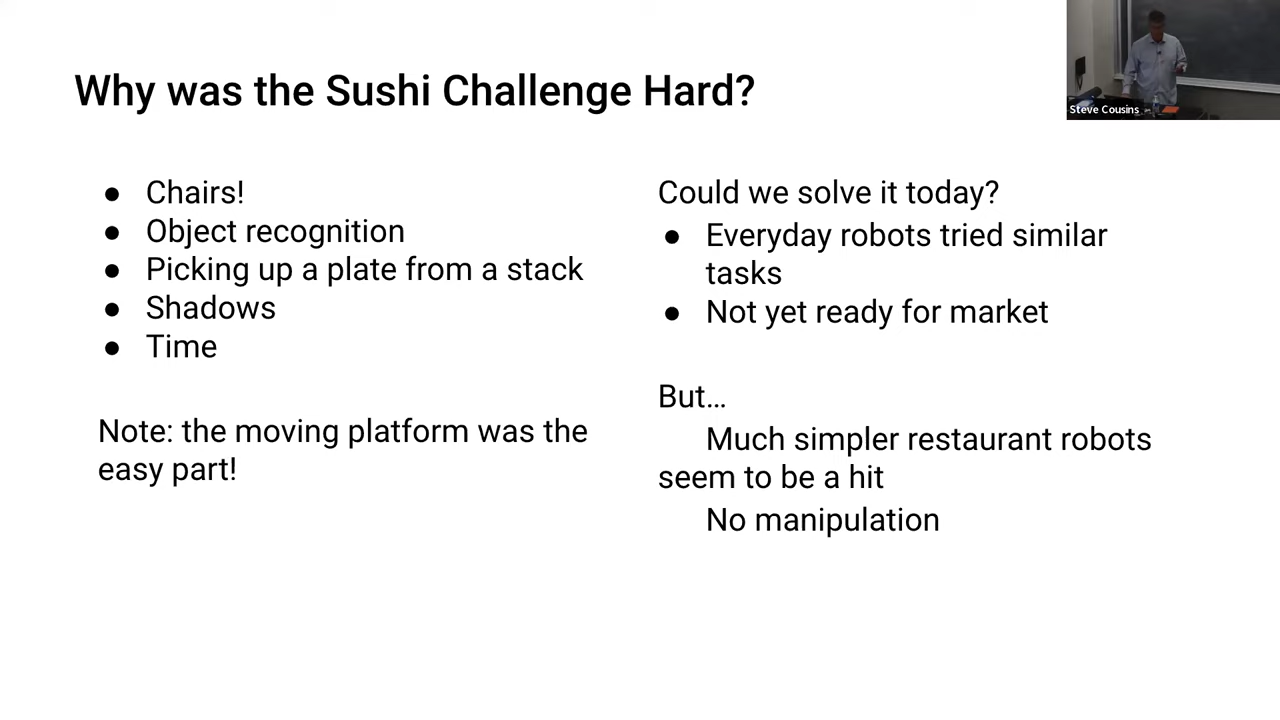 Why was the Sushi Challenge Hard?
Steve Cousins
● Chairs!
● Object recognition
● Picking up a plate from a stack
● Shadows
● Time
Note: the moving platform was the
easy part!
Could we solve it today?
● Everyday robots tried similar
tasks
● Not yet ready for market
But…
Much simpler restaurant robots
seem to be a hit
No manipulation